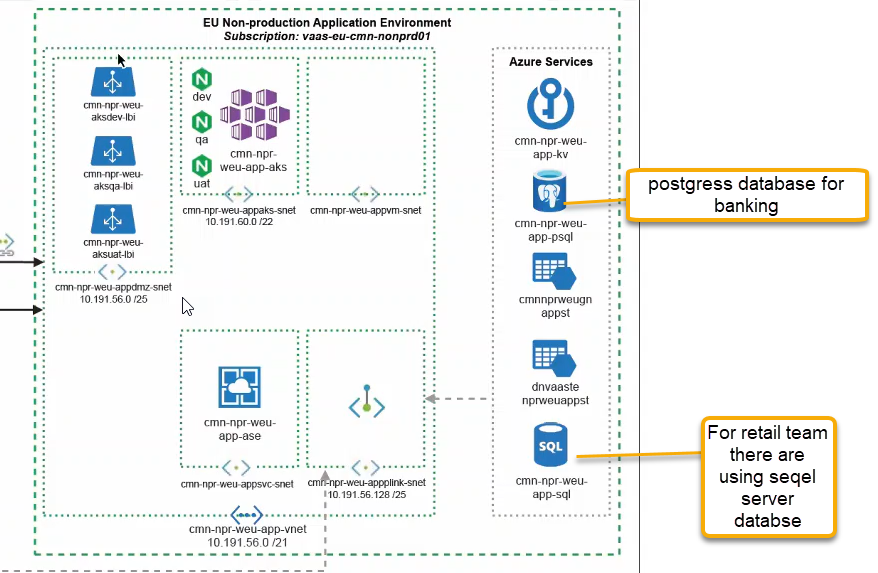 EU Non-production Application Environment
Subscription: vaas-eu-cmn-nonprd01
cmn-npr-weu-
aksdev-lbi
cmn-npr-weu-
aksqa-lbi
cmn-npr-weu-
aksuat-lbi
cmn-npr-weu-appdmz-snet
10.191.56.0 /25
dev
qa
uat
cmn-npr-
weu-app-aks
cmn-npr-weu-appaks-snet
10.191.60.0 /22
cmn-npr-weu-appvm-snet
cmn-npr-weu-
app-ase
cmn-npr-weu-appsvc-snet
cmn-npr-weu-appplink-snet
10.191.56.128 /25
cmn-npr-weu-app-vnet
10.191.56.0 /21
Azure Services
cmn-npr-weu-
app-kv
cmn-npr-weu-
app-psql
cmnnprweugn
appst
dnvaaste
nprweuappst
SQL
cmn-npr-weu-
app-sql
postgress database for
banking
For retail team
there are
using seqel
server
databse